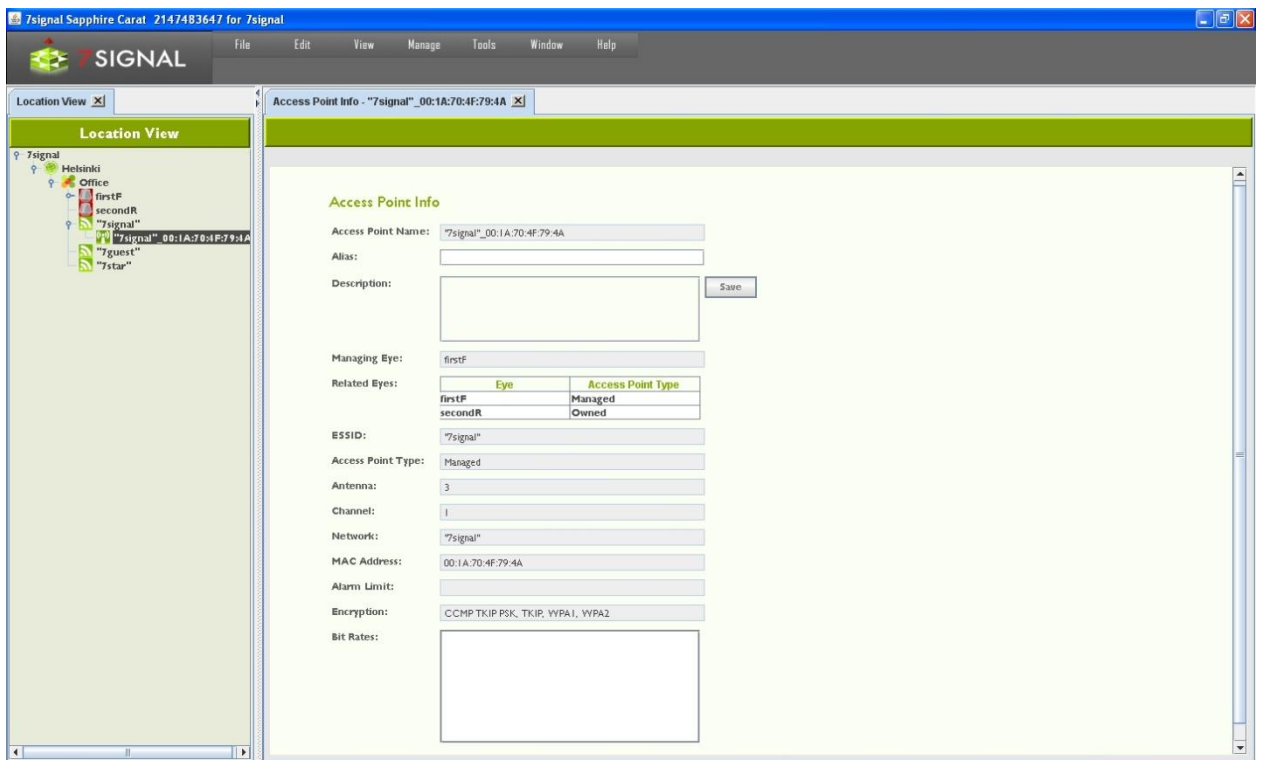 7signal Sapphire Carat 2147483647 for 7signal
7SIGNAL
File Edit View Manage Tools Window Help
Location View
Access Point Info - "7signal"_00:1A:70:4F:79:4A
Location View
7signal
Helsinki
Office
firstF
secondR
"7signal"
"7signal"_00:1A:70:4F:79:4A
"7guest"
"7star"
Access Point Info
Access Point Name: "7signal"_00:1A:70:4F:79:4A
Alias:
Description:
Save
Managing Eye: firstF
Related Eyes: Eye Access Point Type
firstF Managed
secondR Owned
ESSID: "7signal"
Access Point Type: Managed
Antenna: 3
Channel: 1
Network: "7signal"
MAC Address: 00:1A:70:4F:79:4A
Alarm Limit:
Encryption: CCMP TKIP PSK, TKIP, WPA1, WPA2
Bit Rates: